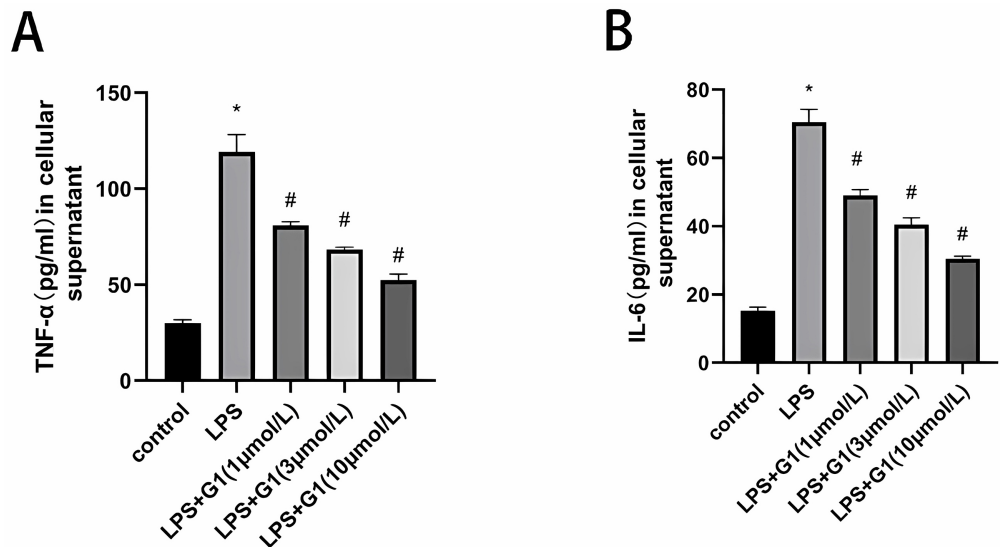 A
TNF-α(pg/ml)in cellular
supernatant
150
100
50
0
*
#
#
#
control
LPS
LPS+G1(1μmol/L)
LPS+G1(3μmol/L)
LPS+G1(10μmol/L)
B
IL-6(pg/ml)in cellular
supernatant
80
60
40
20
0
*
#
#
#
control
LPS
LPS+G1(1μmol/L)
LPS+G1(3μmol/L)
LPS+G1(10μmol/L)